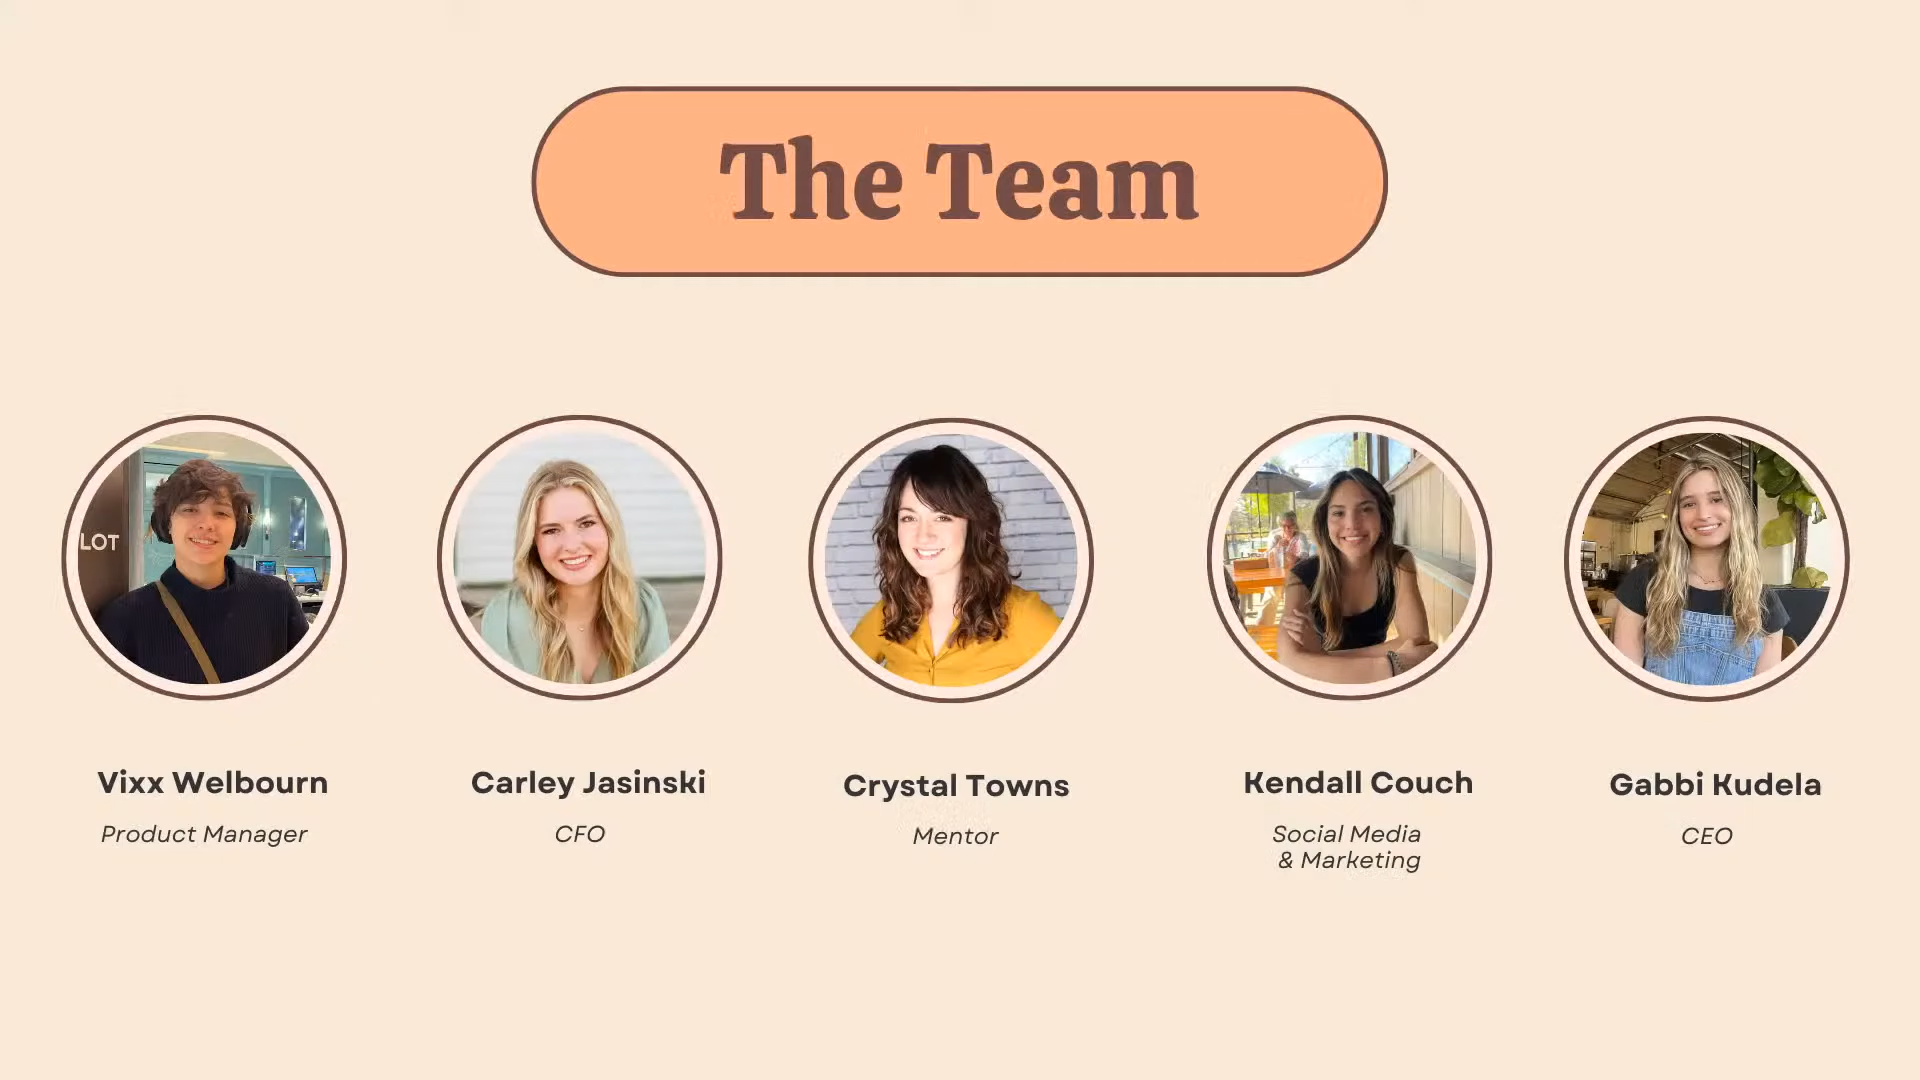 The Team
LOT
Vixx Welbourn
Product Manager
Carley Jasinski
CFO
Crystal Towns
Mentor
Kendall Couch
Social Media
& Marketing
Gabbi Kudela
CEO